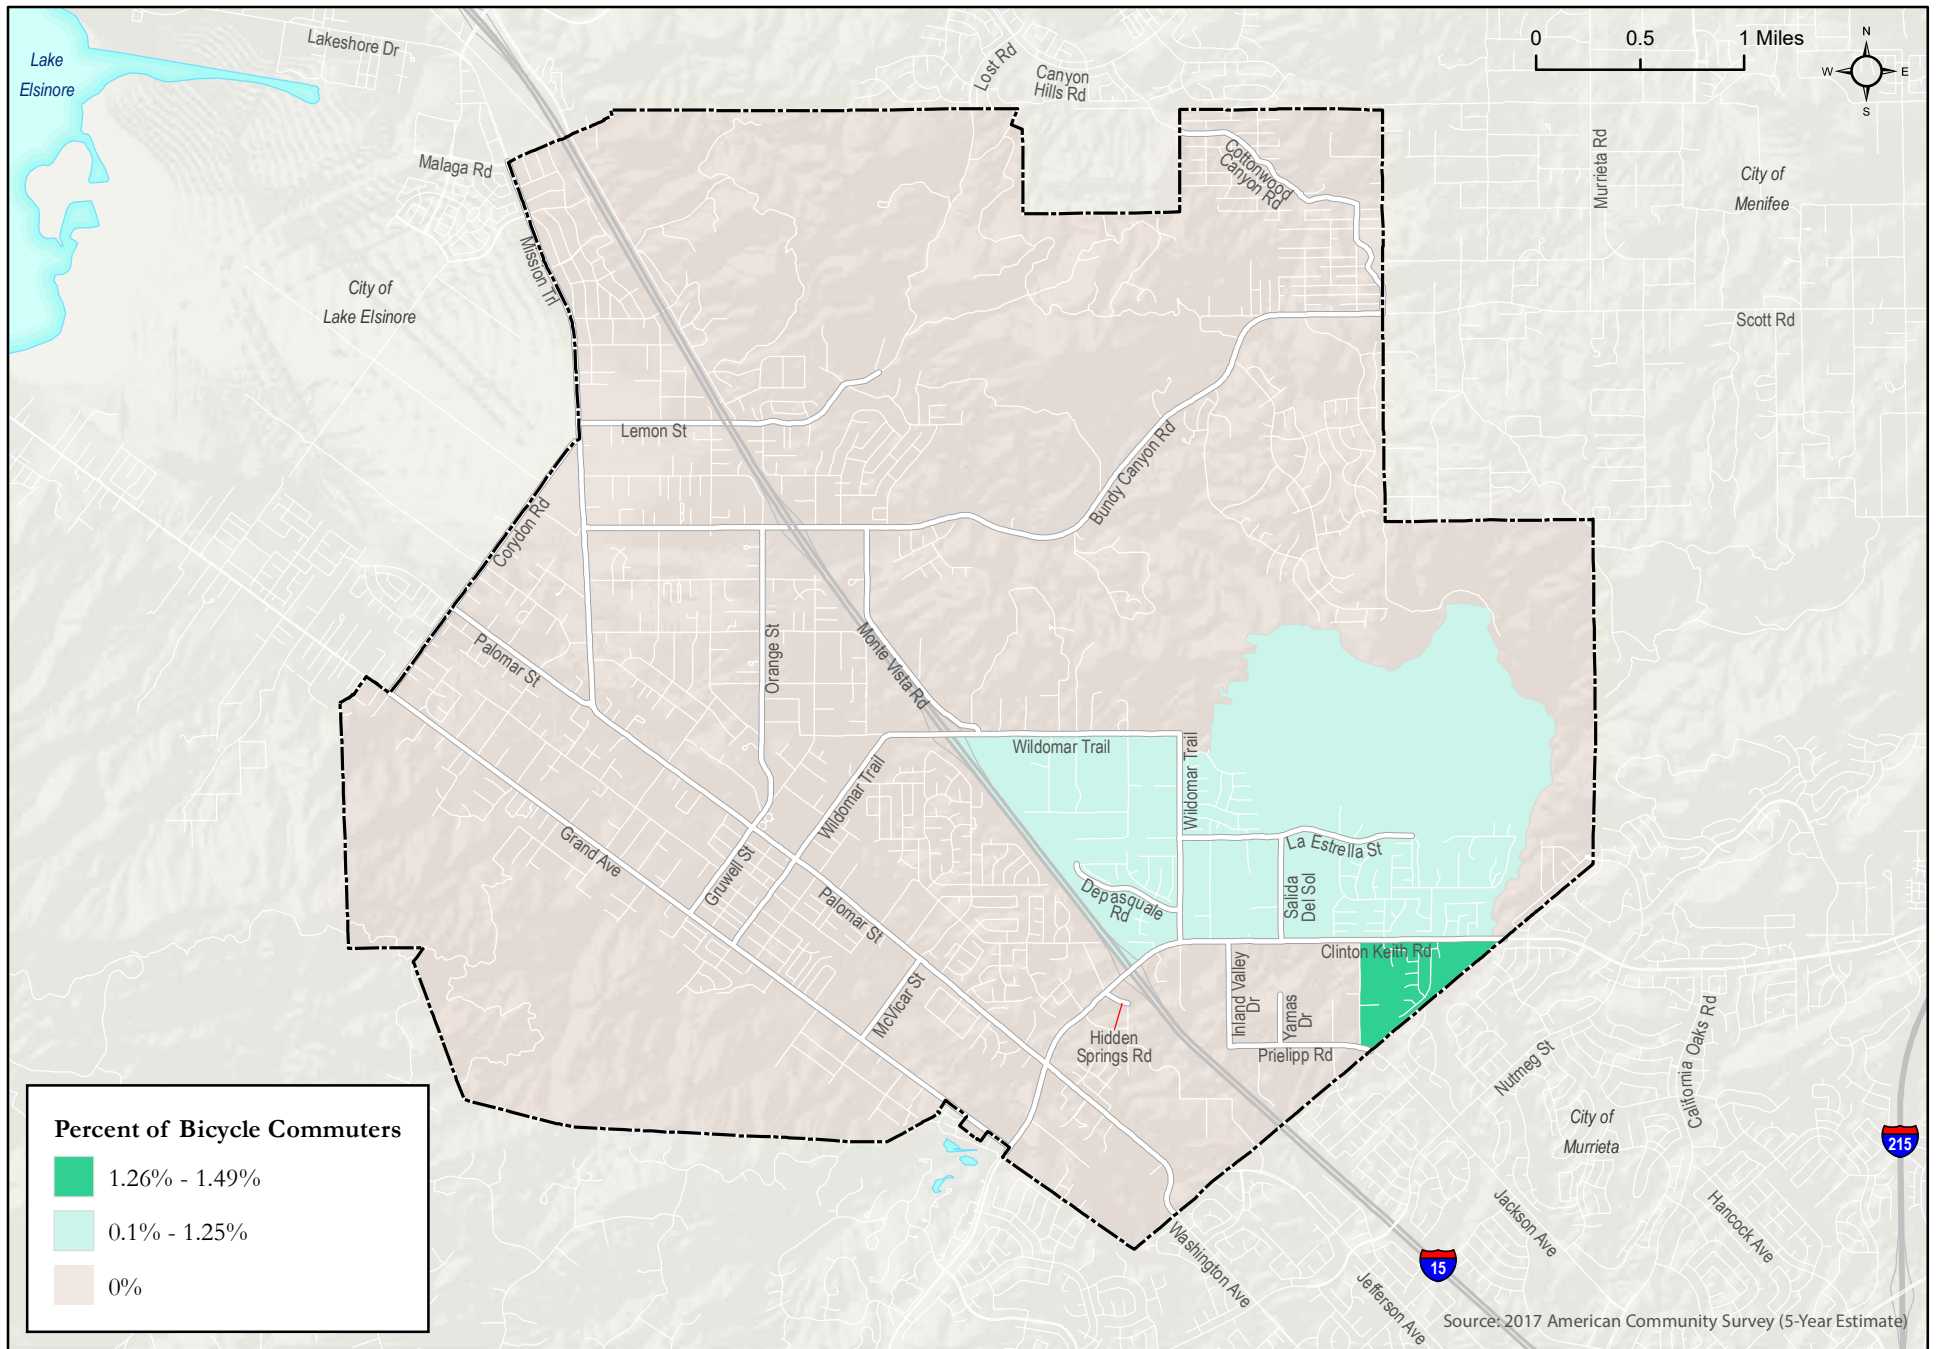 Lake
Elsinore
Lakeshore Dr
Lost Rd
Canyon
Hills Rd
0 0.5 1 Miles
N
W E
S
Malaga Rd
Cottonwood
Canyon Rd
Murrieta Rd
City of
Menifee
Mission Trl
City of
Lake Elsinore
Scott Rd
Lemon St
Bundy Canyon Rd
Corydon Rd
Palomar St
Orange St
Monte Vista Rd
Wildomar Trail
Wildomar Trail
Wildomar Trail
Grand Ave
Gruwell St
La Estrella St
Depasquale
Rd
Salida
Del Sol
Palomar St
Clinton Keith Rd
McVicar St
Inland Valley
Dr
Yamas
Dr
Hidden
Springs Rd
Prielipp Rd
California Oaks Rd
Nutmeg St
City of
Murrieta
215
Percent of Bicycle Commuters
1.26% - 1.49%
0.1% - 1.25%
0%
Washington Ave
Jackson Ave
Hancock Ave
15
Jefferson Ave
Source: 2017 American Community Survey (5-Year Estimate)